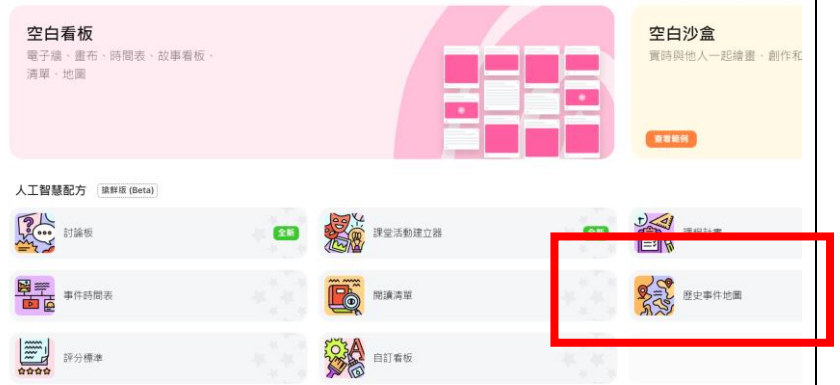 空白看板
電子牆、畫布、時間表、故事看板、
清單、地圖
空白沙盒
實時與他人一起繪畫、創作和
查看範例
人工智慧配方 搶鮮版 (Beta)
討論板 全新
課堂活動建立器 全新
課程計畫
事件時間表
閱讀清單
歷史事件地圖
評分標準
自訂看板